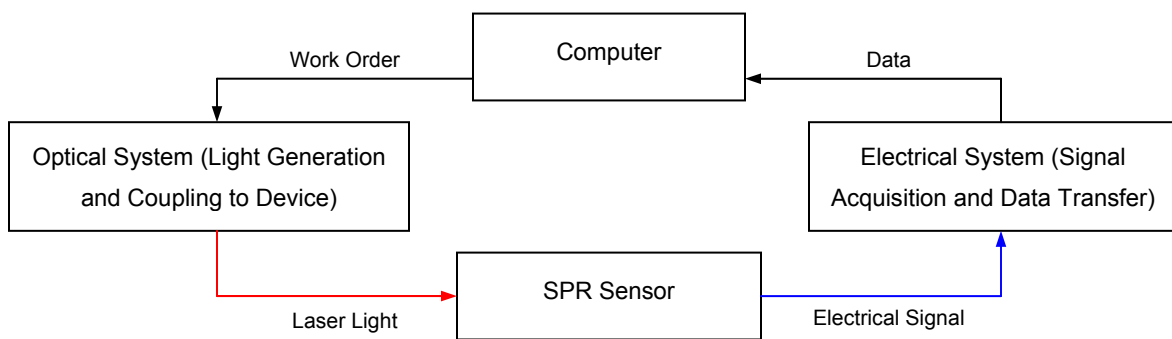 Computer
Work Order
Data
Optical System (Light Generation
and Coupling to Device)
Electrical System (Signal
Acquisition and Data Transfer)
SPR Sensor
Laser Light
Electrical Signal